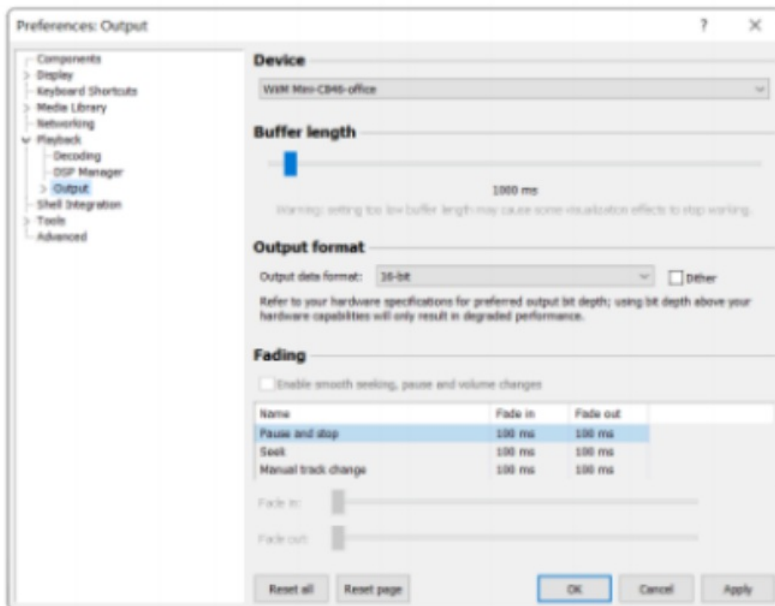 Preferences: Output
Components
Display
Keyboard Shortcuts
Media Library
Networking
Playback
Decoding
DSP Manager
Output
Shell Integration
Tools
Advanced
Device
WiiM Mini-C846-office
Buffer length
1000 ms
Warning: setting too low buffer length may cause some visualization effects to stop working.
Output format
Output data format: 16-bit Dither
Refer to your hardware specifications for preferred output bit depth; using bit depth above your
hardware capabilities will only result in degraded performance.
Fading
Enable smooth seeking, pause and volume changes
Name Fade in Fade out
Pause and stop 100 ms 100 ms
Seek 100 ms 100 ms
Manual track change 100 ms 100 ms
Fade in:
Fade out:
Reset all Reset page OK Cancel Apply